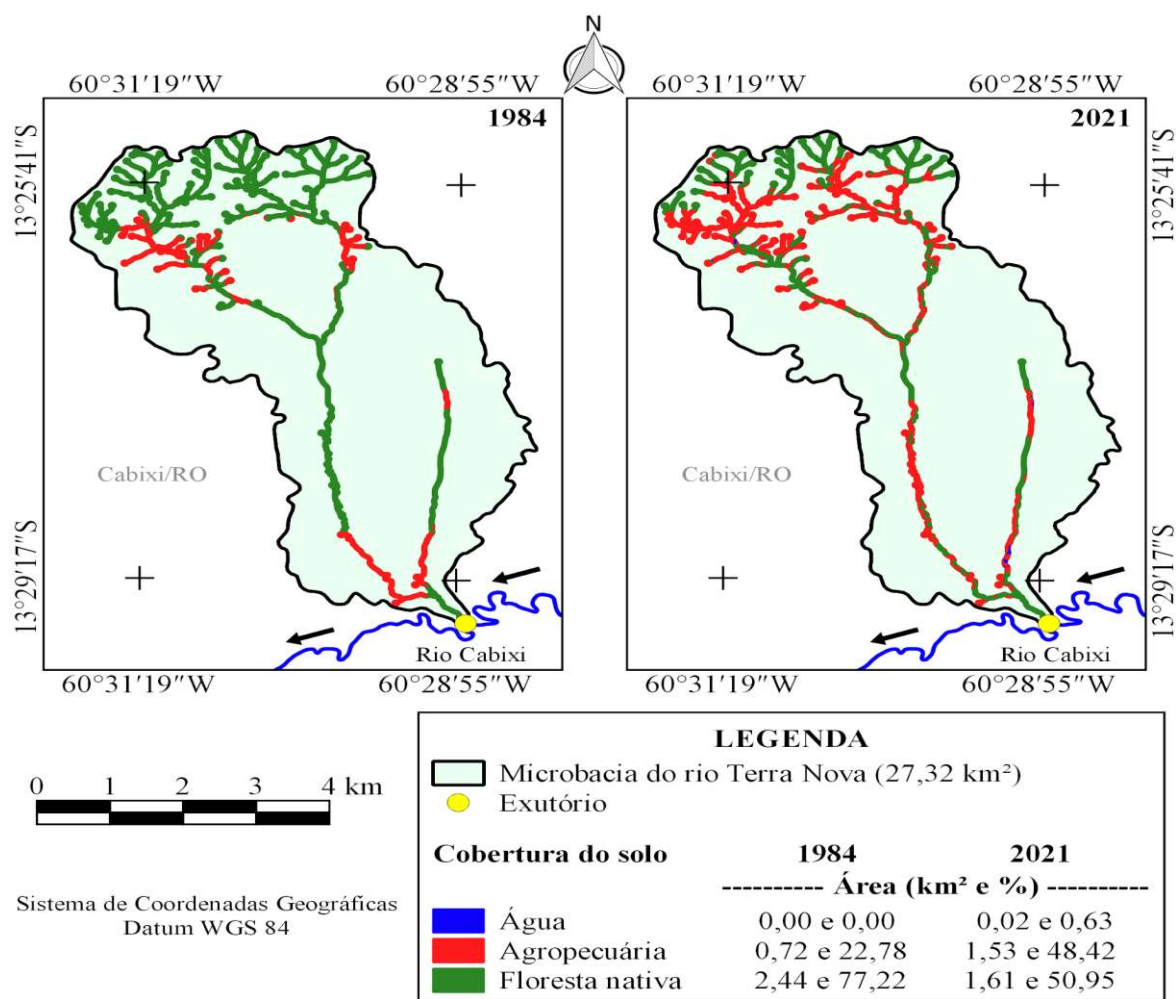 N
60°31'19"W 60°28'55"W 60°31'19"W 60°28'55"W
1984 2021
13°25'41"S 13°25'41"S
Cabixi/RO Cabixi/RO
13°29'17"S 13°29'17"S
Rio Cabixi Rio Cabixi
60°31'19"W 60°28'55"W 60°31'19"W 60°28'55"W
0 1 2 3 4 km
Sistema de Coordenadas Geográficas
Datum WGS 84
LEGENDA
Microbacia do rio Terra Nova (27,32 km²)
Exutório
Cobertura do solo 1984 2021
---------- Área (km² e %) ----------
Água 0,00 e 0,00 0,02 e 0,63
Agropecuária 0,72 e 22,78 1,53 e 48,42
Floresta nativa 2,44 e 77,22 1,61 e 50,95